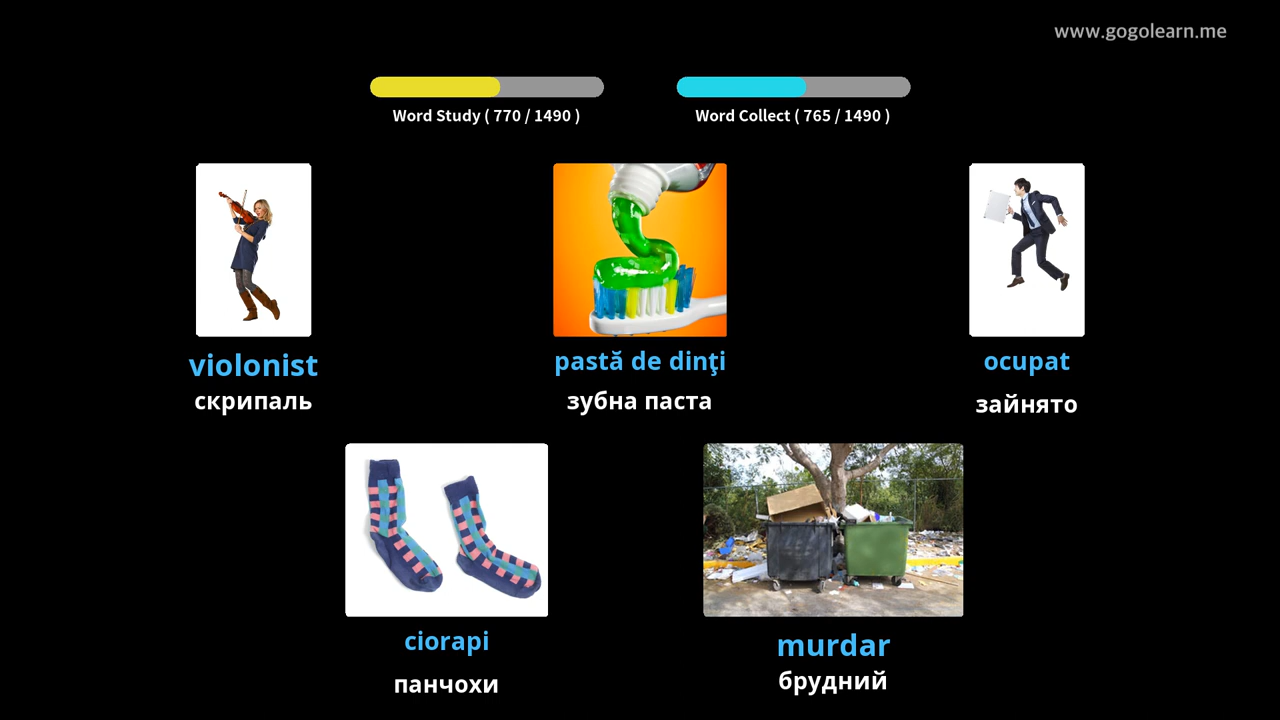 www.gogolearn.me
Word Study ( 770 / 1490 )
Word Collect ( 765 / 1490 )
violonist
скрипаль
pastă de dinţi
зубна паста
ocupat
зайнято
ciorapi
панчохи
murdar
брудний